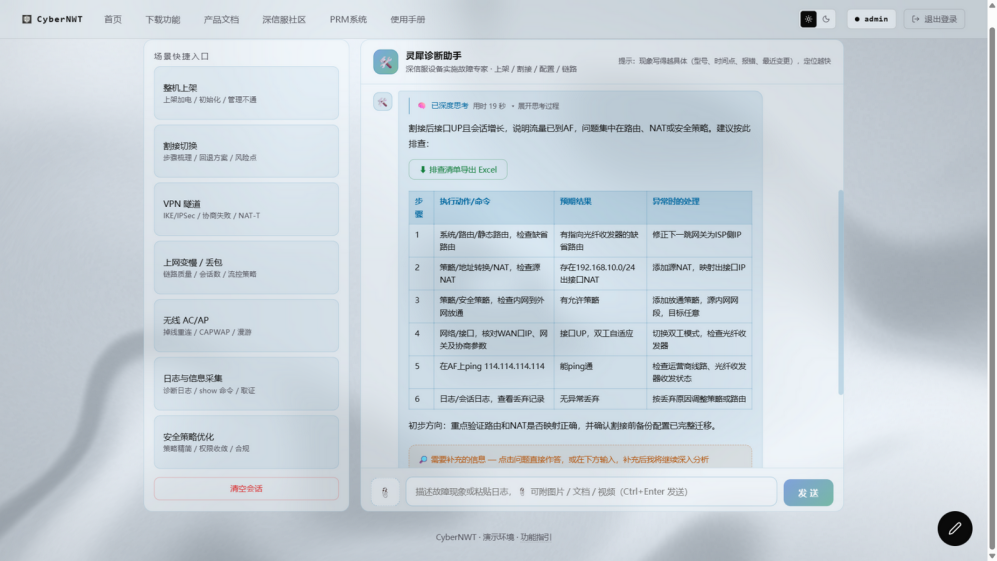 CyberNWT
首页
下载功能
产品文档
深信服社区
PRM系统
使用手册
admin
退出登录
场景快捷入口
整机上架
上架加电 / 初始化 / 管理不通
割接切换
步骤梳理 / 回退方案 / 风险点
VPN 隧道
IKE/IPSec / 协商失败 / NAT-T
上网变慢 / 丢包
链路质量 / 会话数 / 流控策略
无线 AC/AP
掉线重连 / CAPWAP / 漫游
日志与信息采集
诊断日志 / show 命令 / 取证
安全策略优化
策略精简 / 权限收敛 / 合规
清空会话
灵犀诊断助手
深信服设备实施故障专家 · 上架 / 割接 / 配置 / 链路
提示：现象写得越具体（型号、时间点、报错、最近变更），定位越快
已深度思考 用时 19 秒 • 展开思考过程
割接后接口UP且会话增长，说明流量已到AF，问题集中在路由、NAT或安全策略。建议按此
排查：
排查清单导出 Excel
步骤 执行动作/命令 预期结果 异常时的处理
1 系统/路由/静态路由，检查缺省路由 有指向光纤收发器的缺省路由 修正下一跳网关为ISP侧IP
2 策略/地址转换/NAT，检查源NAT 存在192.168.10.0/24出接口NAT 添加源NAT，映射出接口IP
3 策略/安全策略，检查内网到外网放通 有允许策略 添加放通策略，源内网网段，目标任意
4 网络/接口，核对WAN口IP、网关及协商参数 接口UP，双工自适应 切换双工模式，检查光纤收发器
5 在AF上ping 114.114.114.114 能ping通 检查运营商线路、光纤收发器收发状态
6 日志/会话日志，查看丢弃记录 无异常丢弃 按丢弃原因调整策略或路由
初步方向：重点验证路由和NAT是否映射正确，并确认割接前备份配置已完整迁移。
需要补充的信息 — 点击问题直接作答，或在下方输入，补充后我将继续深入分析
描述故障现象或粘贴日志，可附图片 / 文档 / 视频（Ctrl+Enter 发送）
发 送
CyberNWT · 演示环境 · 功能指引